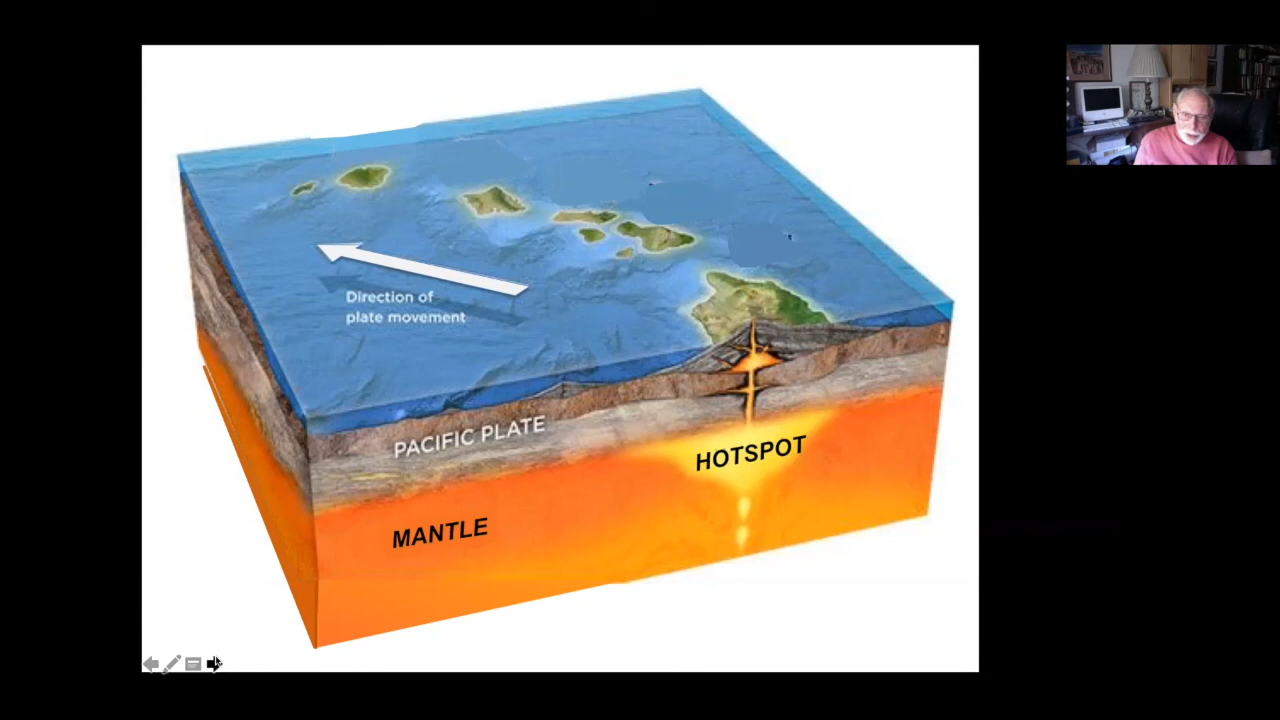 Direction of
plate movement
PACIFIC PLATE
HOTSPOT
MANTLE